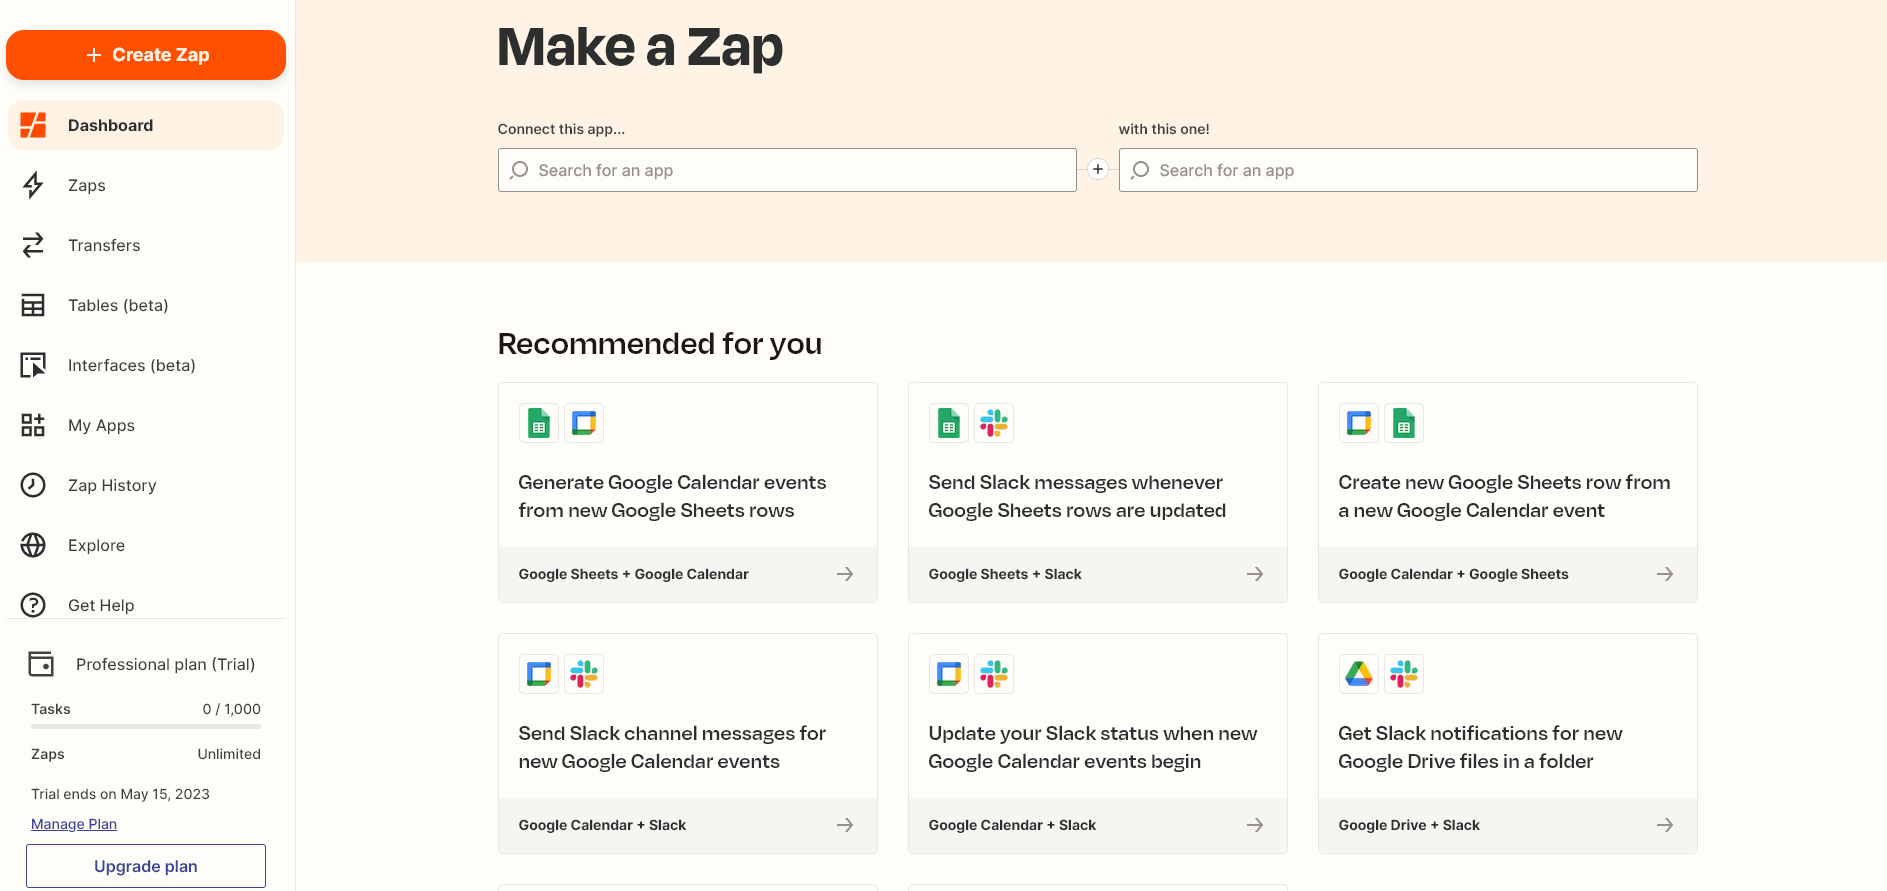 Create Zap
Dashboard
Zaps
Transfers
Tables (beta)
Interfaces (beta)
My Apps
Zap History
Explore
Get Help
Professional plan (Trial)
Tasks 0 / 1,000
Zaps Unlimited
Trial ends on May 15, 2023
Manage Plan
Upgrade plan
Make a Zap
Connect this app...
Search for an app
with this one!
Search for an app
Recommended for you
Generate Google Calendar events
from new Google Sheets rows
Google Sheets + Google Calendar
Send Slack messages whenever
Google Sheets rows are updated
Google Sheets + Slack
Create new Google Sheets row from
a new Google Calendar event
Google Calendar + Google Sheets
Send Slack channel messages for
new Google Calendar events
Google Calendar + Slack
Update your Slack status when new
Google Calendar events begin
Google Calendar + Slack
Get Slack notifications for new
Google Drive files in a folder
Google Drive + Slack